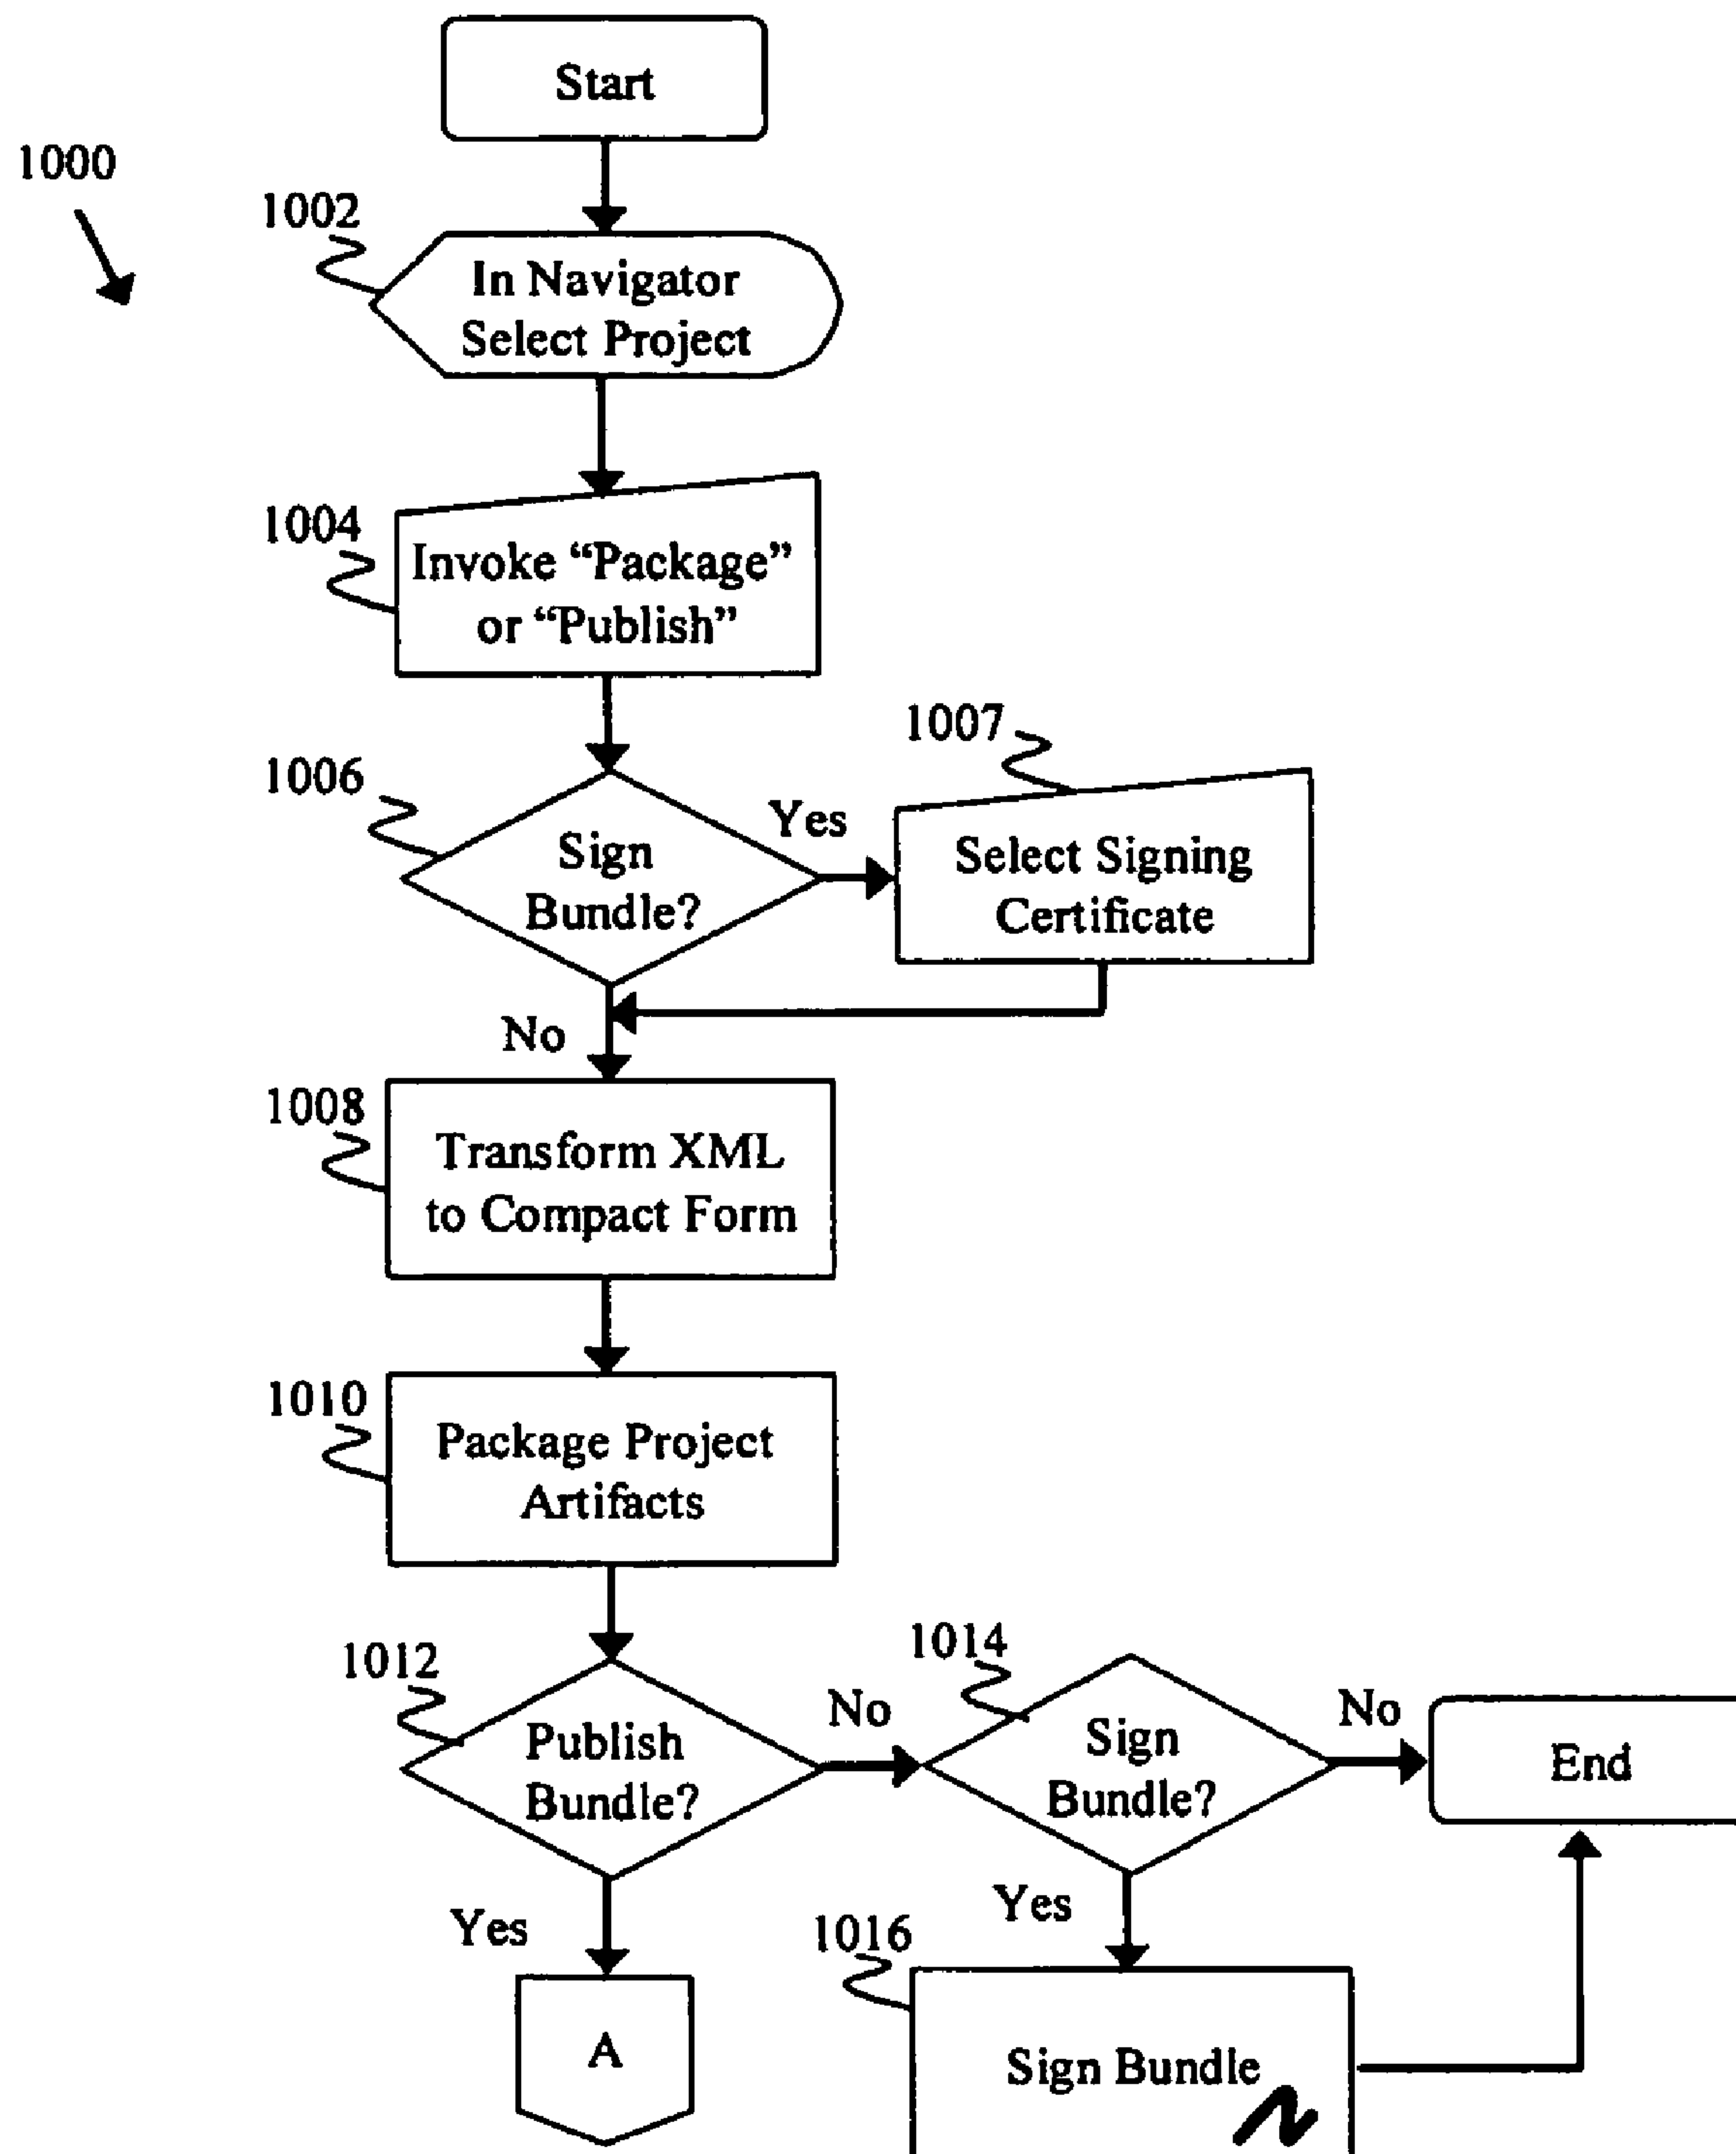 Start
1000
1002
In Navigator
Select Project
1004
Invoke “Package”
or “Publish”
1007
1006
Yes
Sign
Bundle?
Select Signing
Certificate
No
1008
Transform XML
to Compact Form
1010
Package Project
Artifacts
1012
1014
No
No
Publish
Bundle?
Sign
Bundle?
End
Yes
Yes
1016
A
Sign Bundle